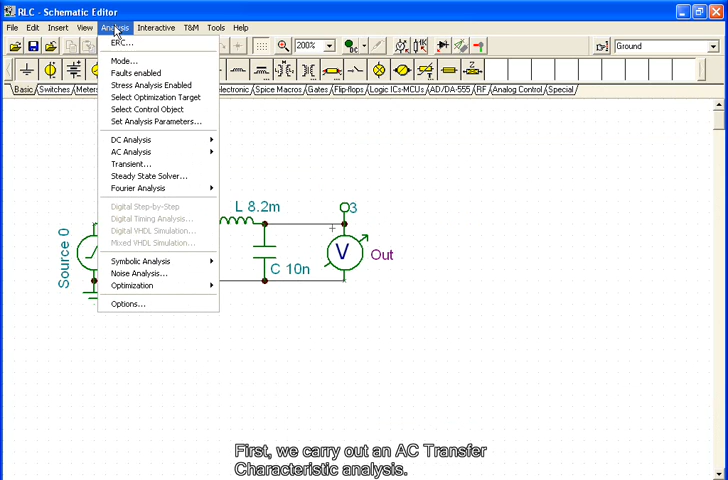 RLC - Schematic Editor
File Edit Insert View Analysis Interactive T&M Tools Help
200%
DC
Ground
Basic Switches Meters
ectronic Spice Macros Gates Flip-flops Logic ICs-MCUs AD/DA-555 RF Analog Control Special
ERC...
Mode...
Faults enabled
Stress Analysis Enabled
Select Optimization Target
Select Control Object
Set Analysis Parameters...
DC Analysis
AC Analysis
Transient...
Steady State Solver...
Fourier Analysis
Digital Step-by-Step
Digital Timing Analysis...
Digital VHDL Simulation...
Mixed VHDL Simulation...
Symbolic Analysis
Noise Analysis...
Optimization
Options...
Source 0
L 8.2m
3
V
Out
C 10n
First, we carry out an AC Transfer
Characteristic analysis.